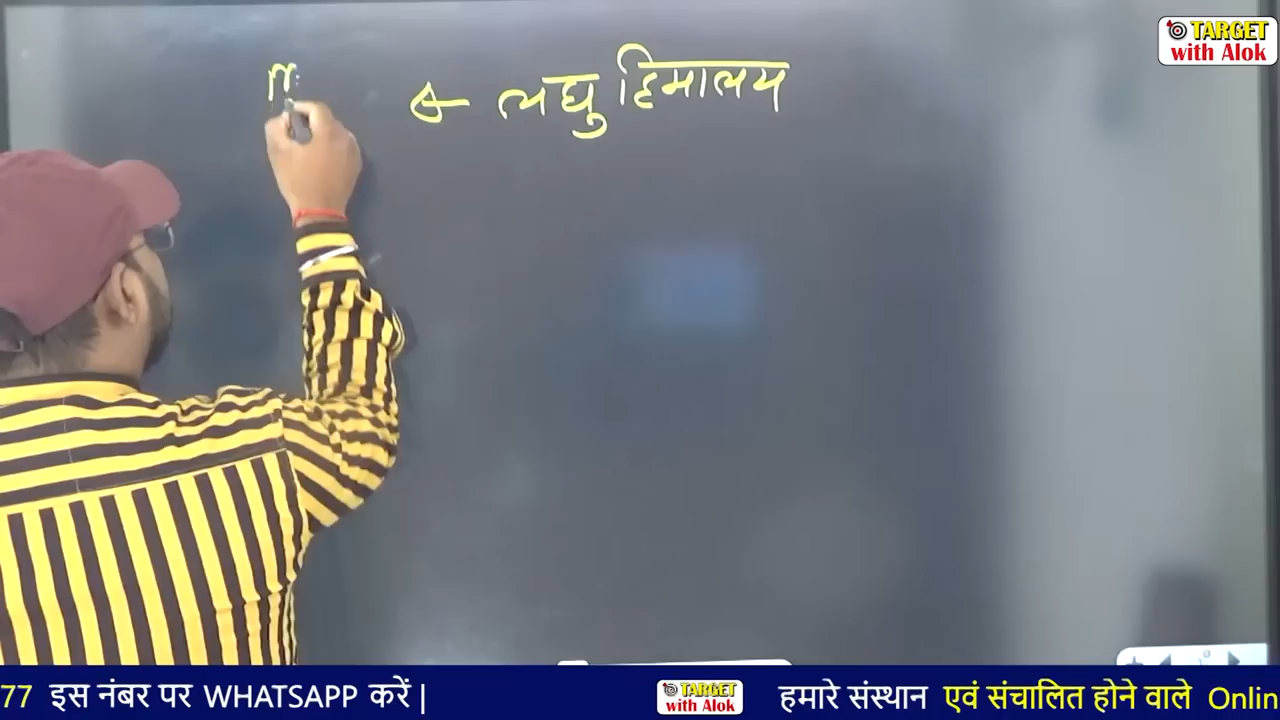 TARGET
with Alok
लघु हिमालय
77 इस नंबर पर WHATSAPP करें |
TARGET
with Alok
हमारे संस्थान एवं संचालित होने वाले Onlin